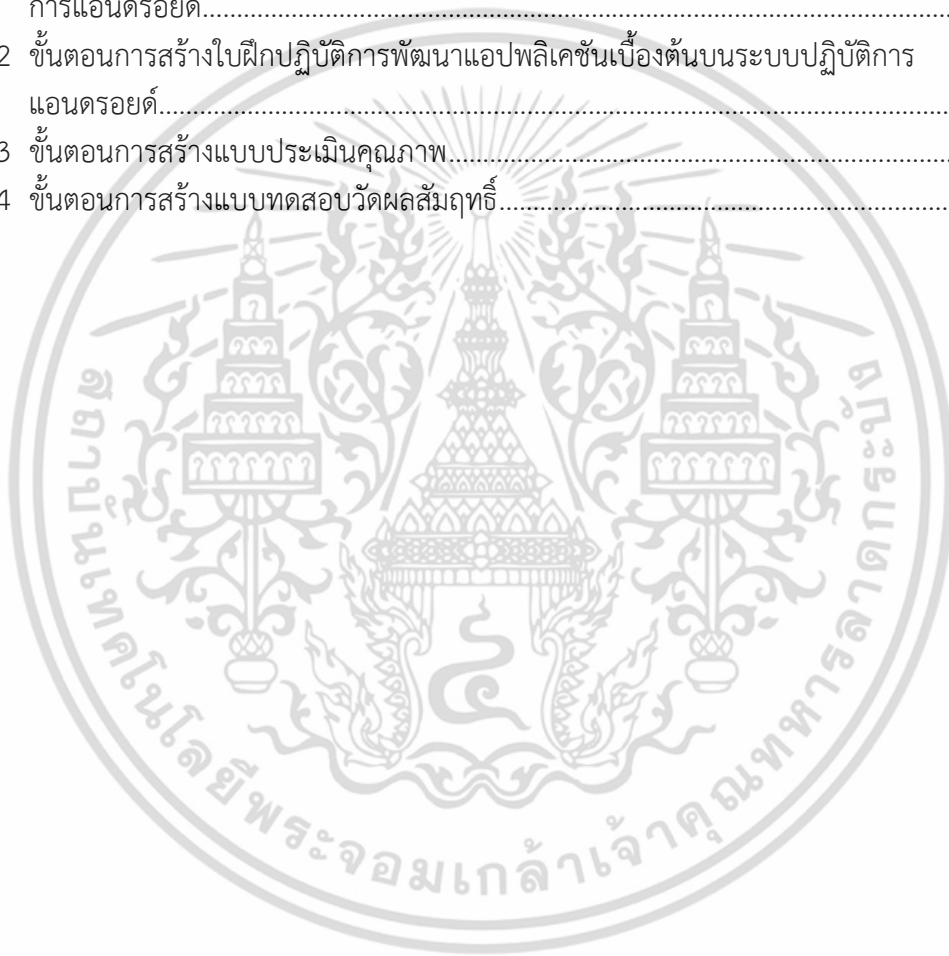 การแอนดรอยด์
2 ขั้นตอนการสร้างใบฝึกปฏิบัติการพัฒนาแอปพลิเคชันเบื้องต้นบนระบบปฏิบัติการ
แอนดรอยด์
3 ขั้นตอนการสร้างแบบประเมินคุณภาพ
4 ขั้นตอนการสร้างแบบทดสอบวัดผลสัมฤทธิ์
สถาบันเทคโนโลยีพระจอมเกล้าเจ้าคุณทหารลาดกระบัง
๔